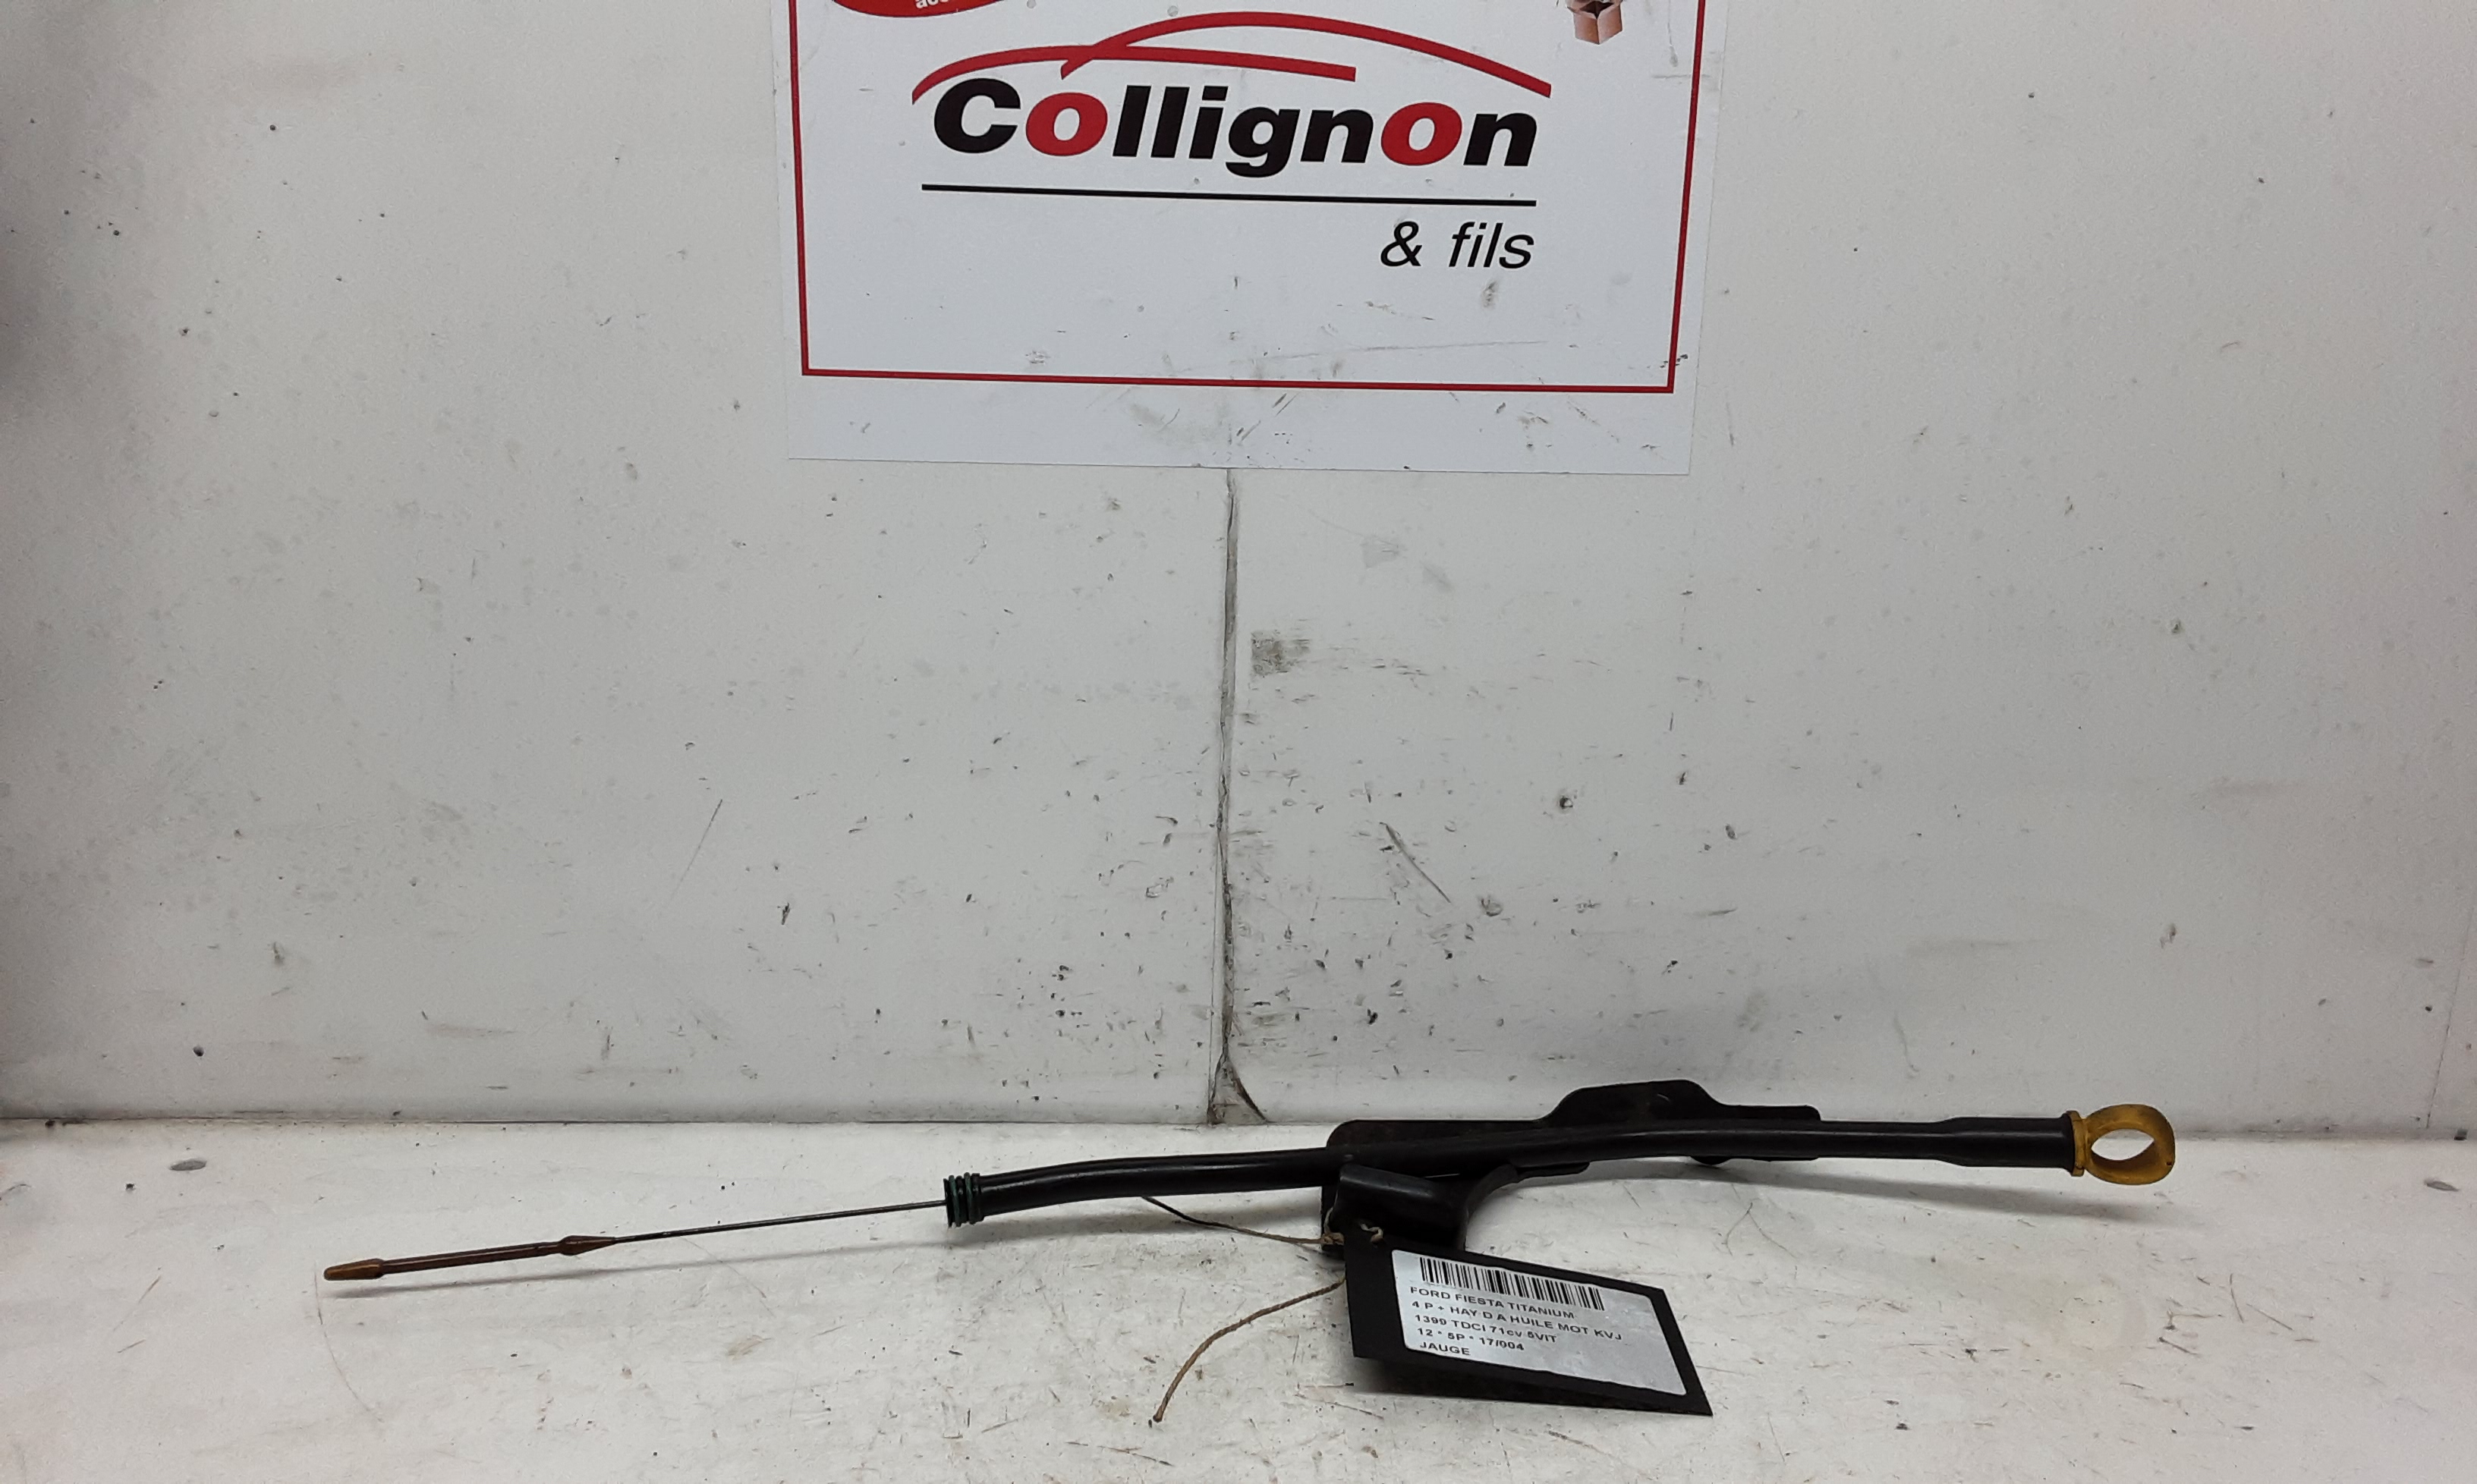 Collignon
& fils
FORD FIESTA TITANIUM
4 P + HAY D A HUILE MOT KVJ
1399 TDCI 71cv 5VIT
12 * 5P * 17/004
JAUGE